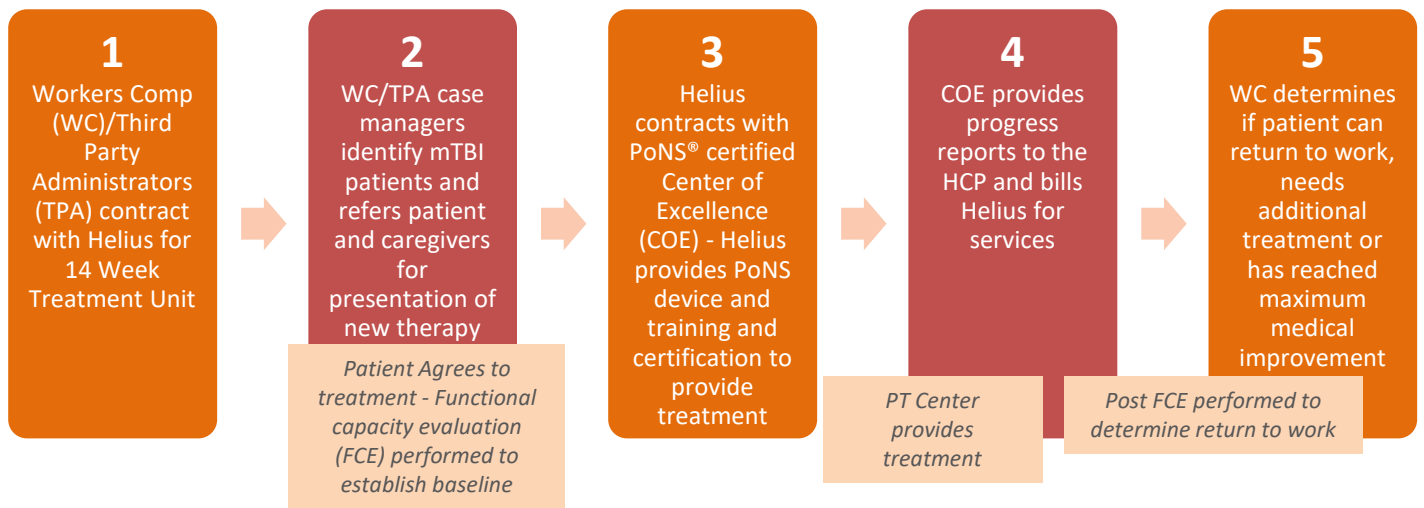 1
Workers Comp
(WC)/Third
Party
Administrators
(TPA) contract
with Helius for
14 Week
Treatment Unit
2
WC/TPA case
managers
identify mTBI
patients and
refers patient
and caregivers
for
presentation of
new therapy
Patient Agrees to
treatment - Functional
capacity evaluation
(FCE) performed to
establish baseline
3
Helius
contracts with
PoNS® certified
Center of
Excellence
(COE) - Helius
provides PoNS
device and
training and
certification to
provide
treatment
4
COE provides
progress
reports to the
HCP and bills
Helius for
services
PT Center
provides
treatment
5
WC determines
if patient can
return to work,
needs
additional
treatment or
has reached
maximum
medical
improvement
Post FCE performed to
determine return to work